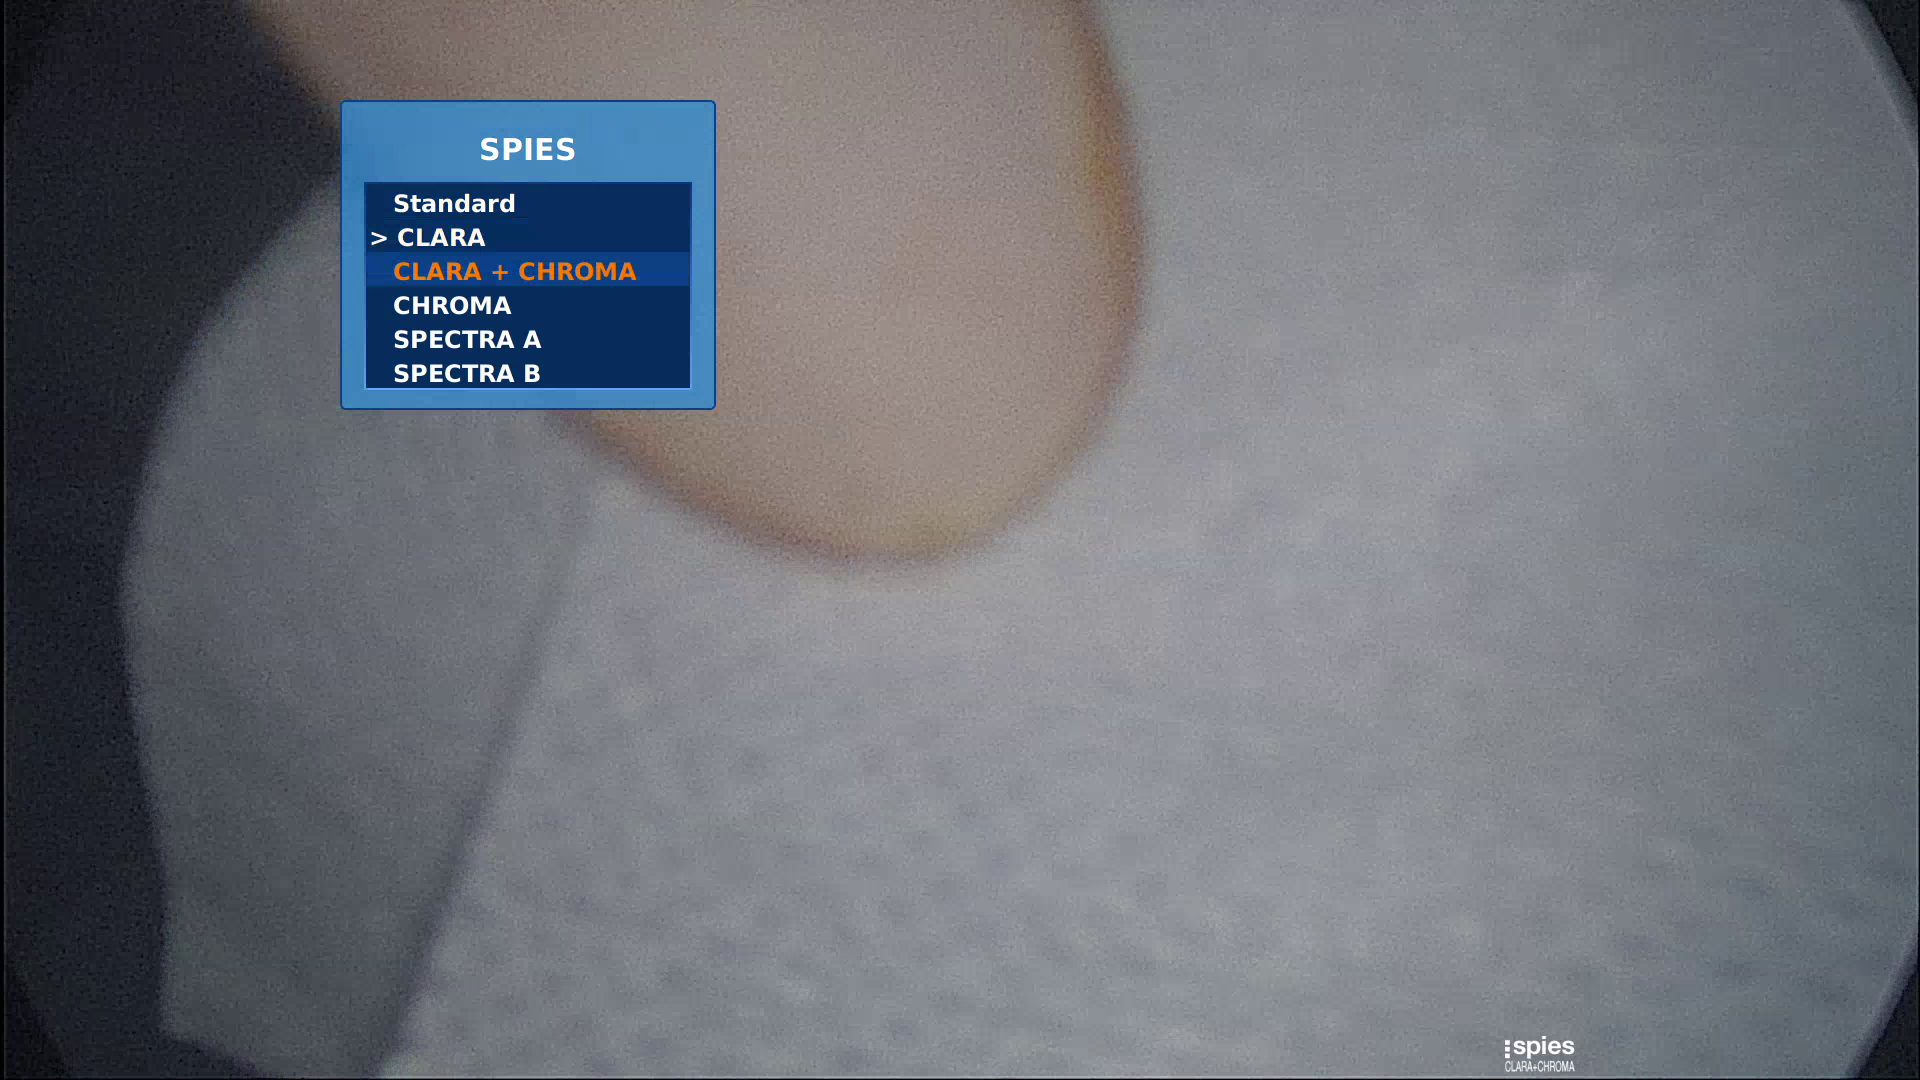 SPIES
Standard
> CLARA
CLARA + CHROMA
CHROMA
SPECTRA A
SPECTRA B
spies
CLARA+CHROMA